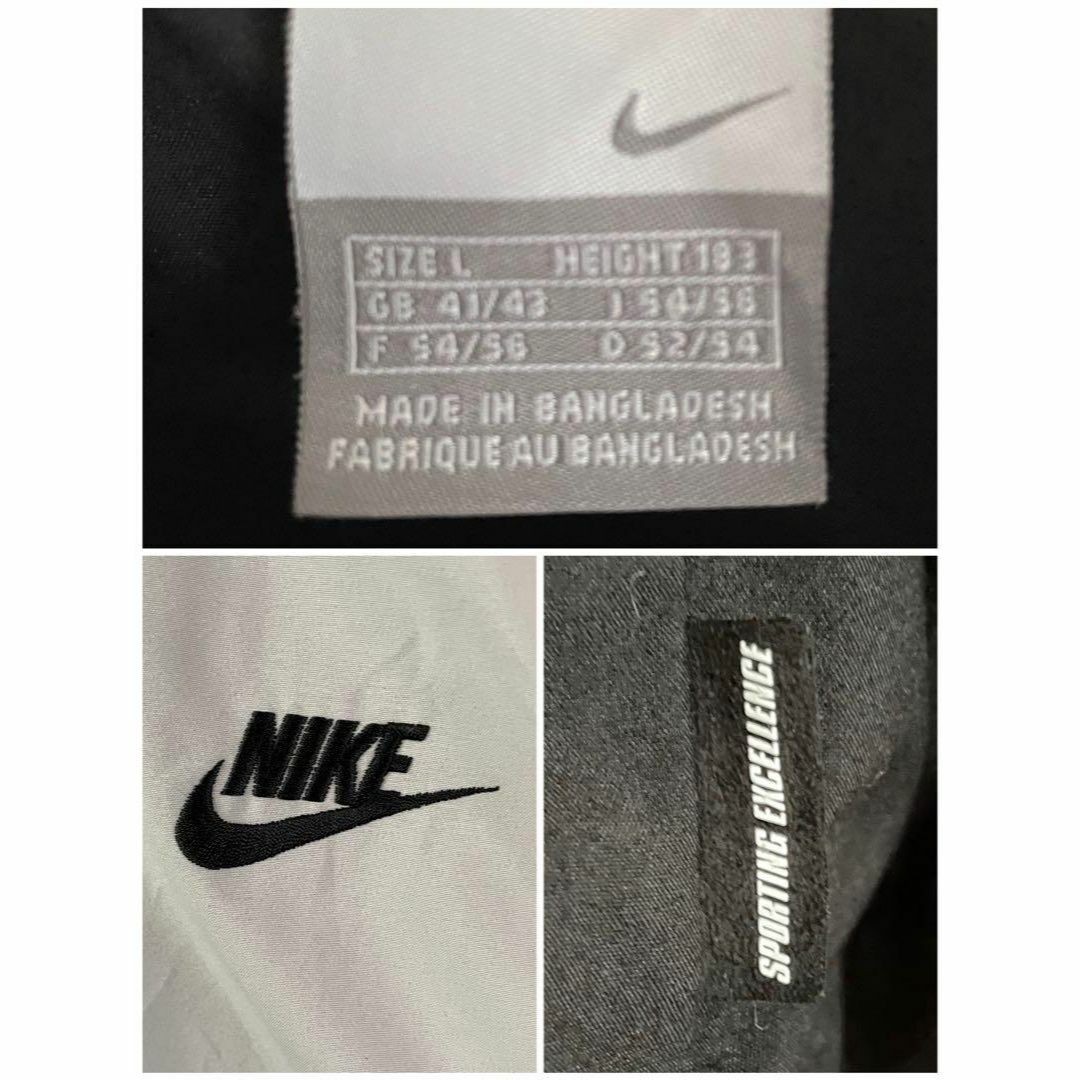 SIZE L HEIGHT 183
GB 41/43 I 54/56
F 54/56 D 52/54
MADE IN BANGLADESH
FABRIQUE AU BANGLADESH
NIKE
SPORTING EXCELLENCE